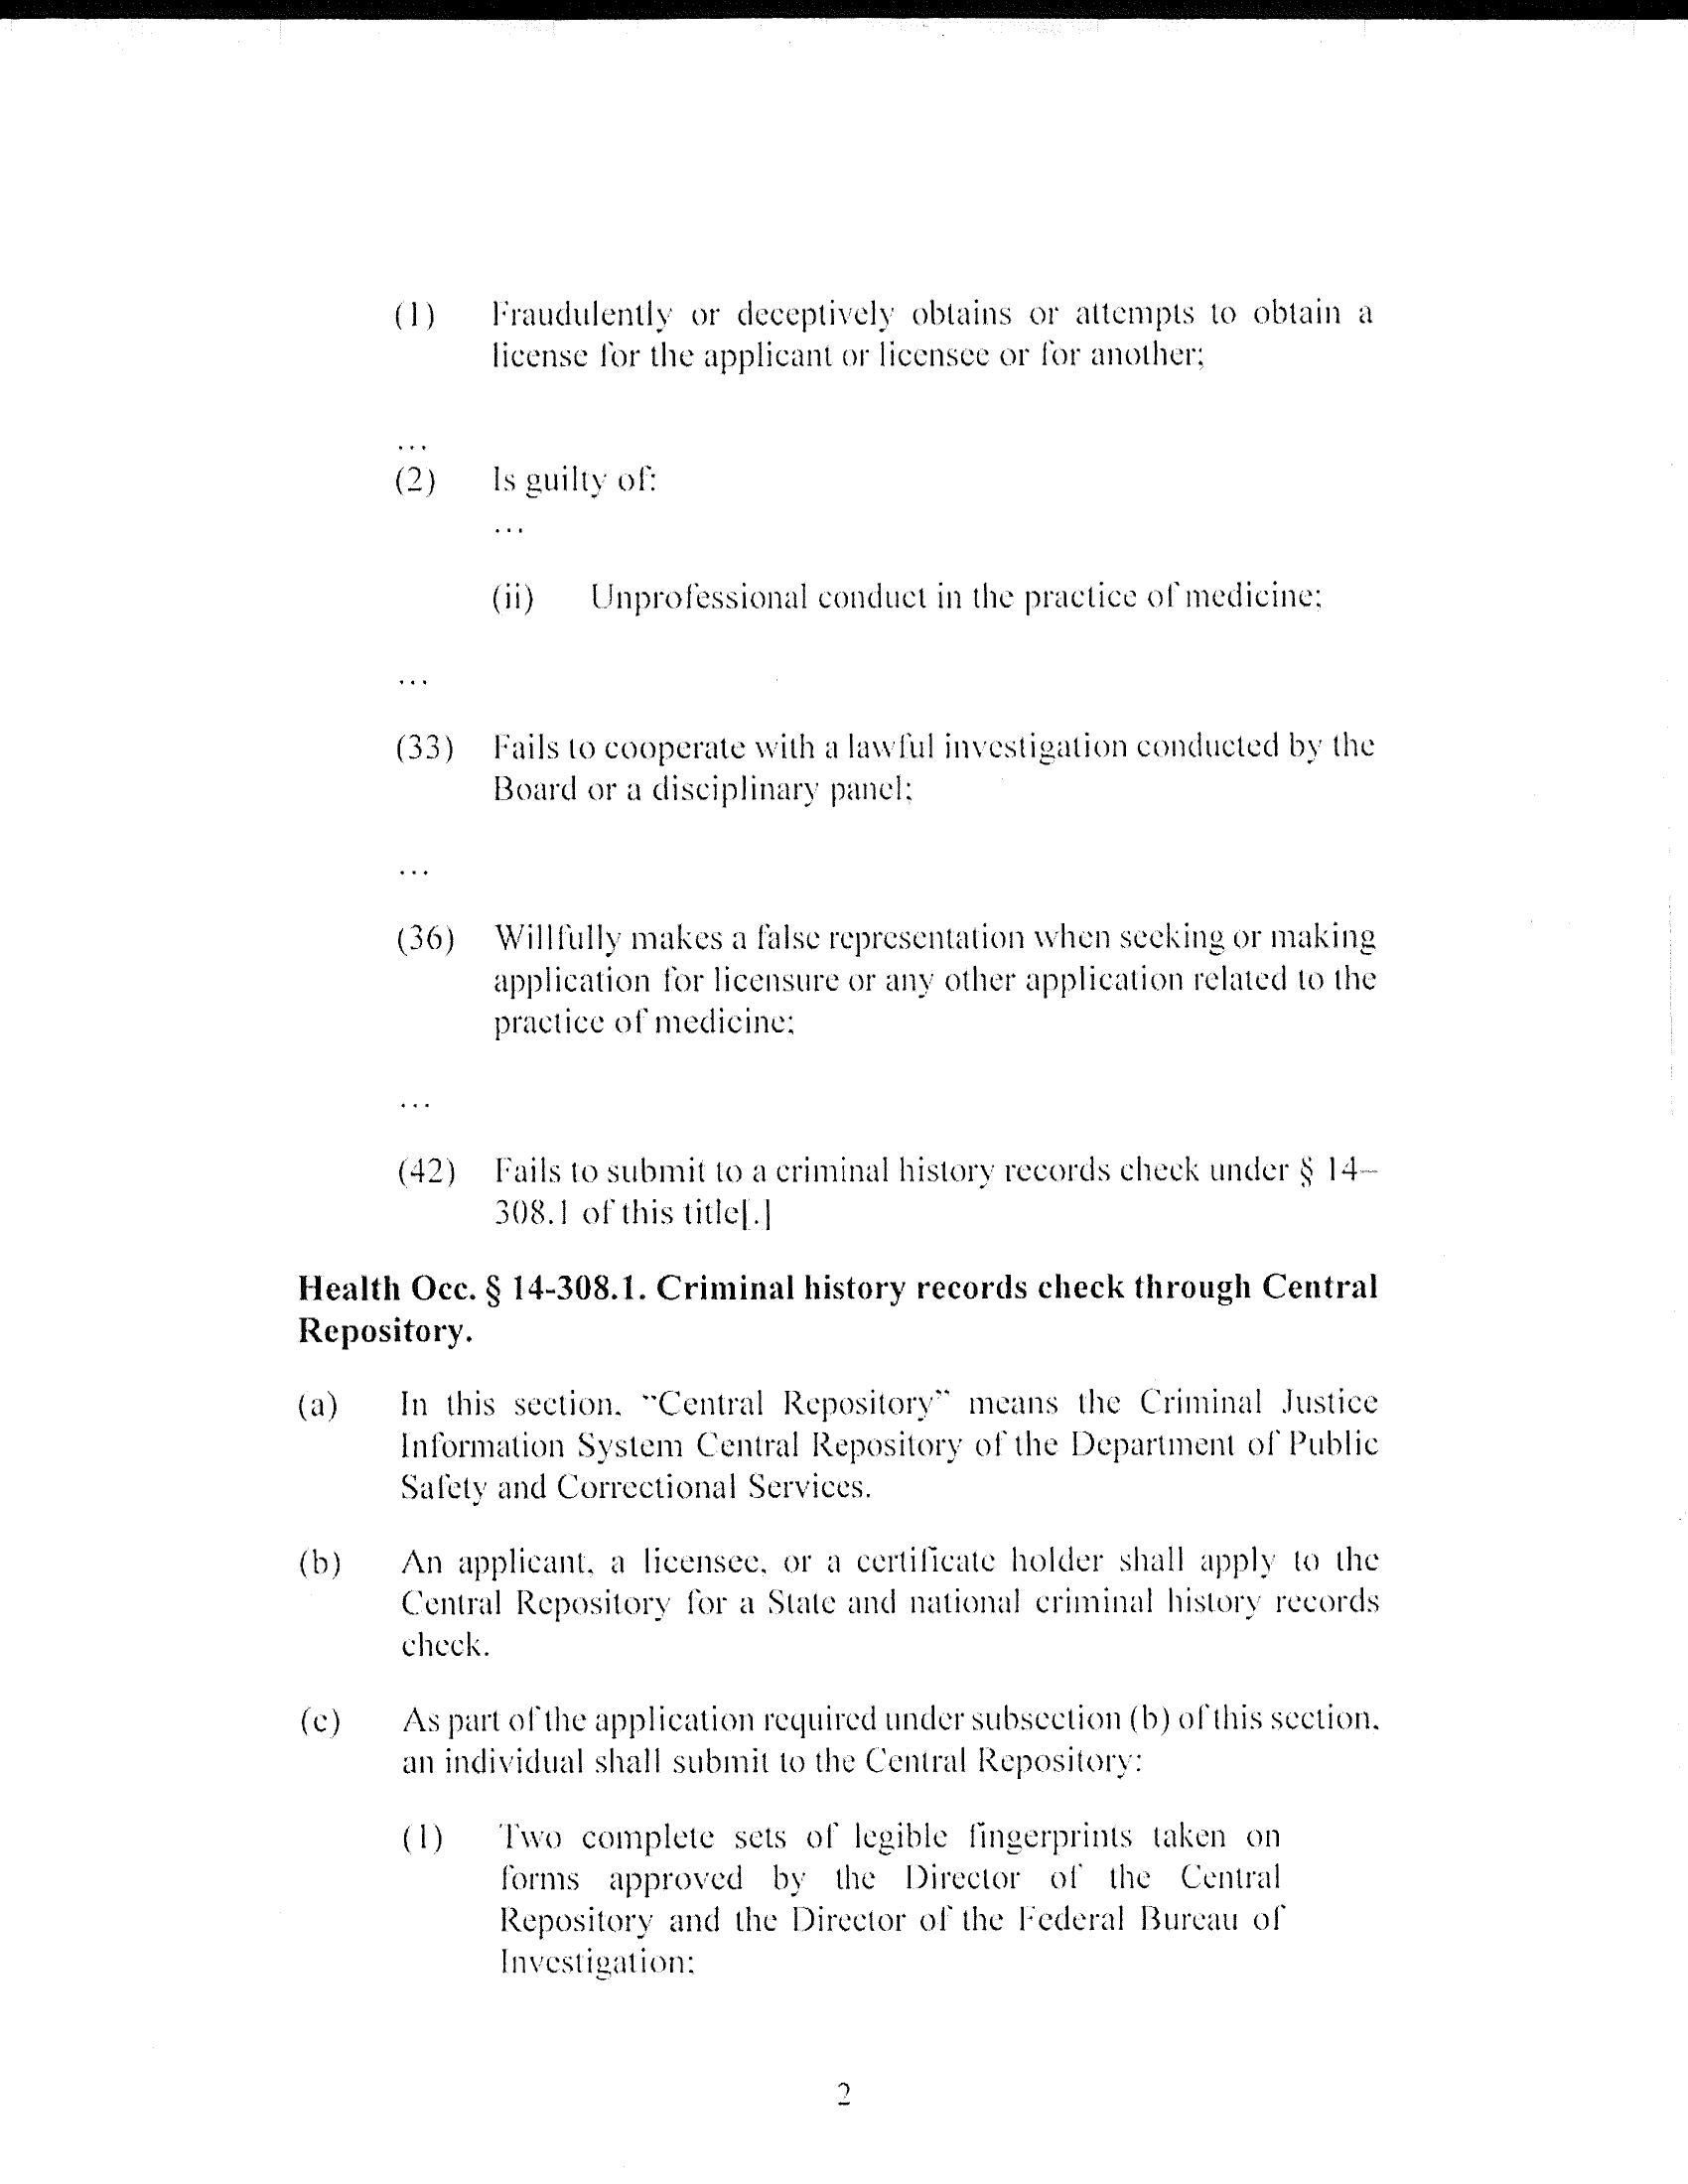 (1) Fraudulently or deceptively obtains or attempts to obtain a
license for the applicant or licensee or for another;
...
(2) Is guilty of:
...
(ii) Unprofessional conduct in the practice of medicine;
...
(33) Fails to cooperate with a lawful investigation conducted by the
Board or a disciplinary panel;
...
(36) Willfully makes a false representation when seeking or making
application for licensure or any other application related to the
practice of medicine;
...
(42) Fails to submit to a criminal history records check under § 14–
308.1 of this title[.]
Health Occ. § 14-308.1. Criminal history records check through Central
Repository.
(a) In this section, “Central Repository” means the Criminal Justice
Information System Central Repository of the Department of Public
Safety and Correctional Services.
(b) An applicant, a licensee, or a certificate holder shall apply to the
Central Repository for a State and national criminal history records
check.
(c) As part of the application required under subsection (b) of this section,
an individual shall submit to the Central Repository:
(1) Two complete sets of legible fingerprints taken on
forms approved by the Director of the Central
Repository and the Director of the Federal Bureau of
Investigation;
2